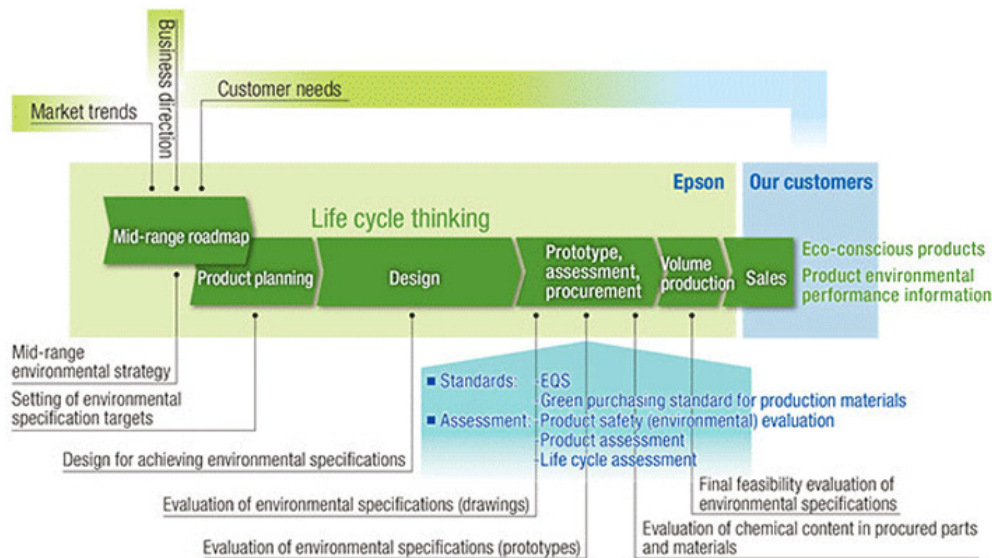 Business direction
Customer needs
Market trends
Epson
Our customers
Life cycle thinking
Mid-range roadmap
Product planning
Design
Prototype,
assessment,
procurement
Volume
production
Sales
Eco-conscious products
Product environmental
performance information
Mid-range
environmental strategy
Setting of environmental
specification targets
■ Standards: -EQS
-Green purchasing standard for production materials
■ Assessment: -Product safety (environmental) evaluation
-Product assessment
-Life cycle assessment
Design for achieving environmental specifications
Final feasibility evaluation of
environmental specifications
Evaluation of environmental specifications (drawings)
Evaluation of chemical content in procured parts
and materials
Evaluation of environmental specifications (prototypes)